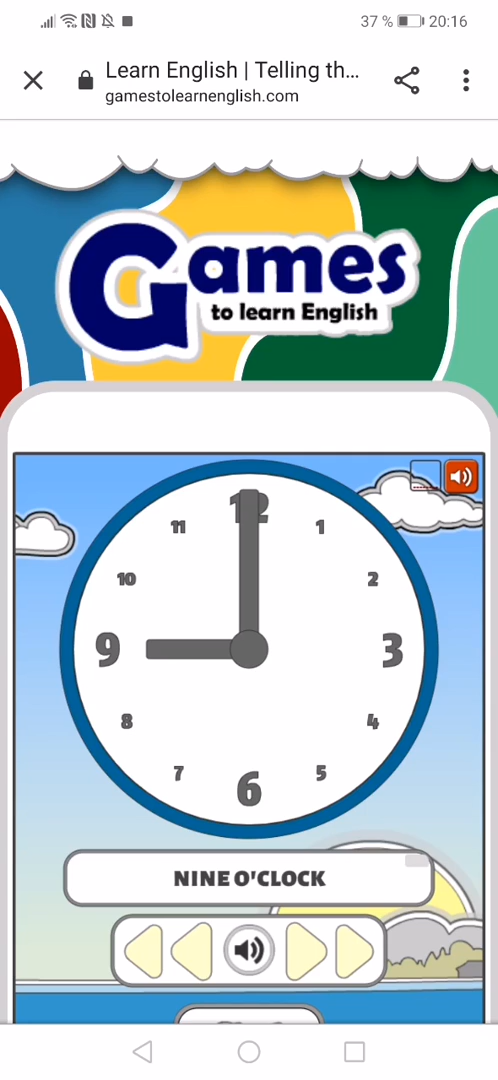 37 % 20:16
Learn English | Telling th...
gamestolearnenglish.com
Games
to learn English
12
11 1
10 2
9 3
8 4
7 5
6
NINE O'CLOCK